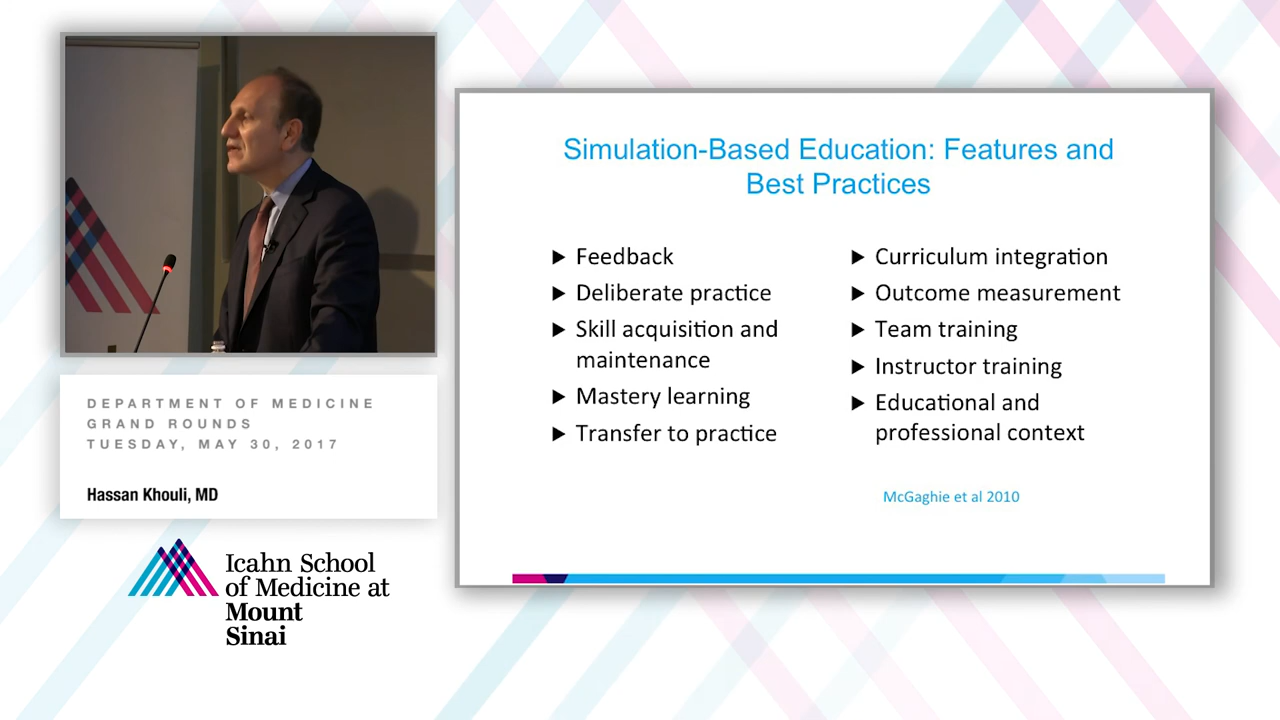 DEPARTMENT OF MEDICINE
GRAND ROUNDS
TUESDAY, MAY 30, 2017
Hassan Khouli, MD
Icahn School
of Medicine at
Mount
Sinai
Simulation-Based Education: Features and
Best Practices
▶ Feedback
▶ Deliberate practice
▶ Skill acquisition and
maintenance
▶ Mastery learning
▶ Transfer to practice
▶ Curriculum integration
▶ Outcome measurement
▶ Team training
▶ Instructor training
▶ Educational and
professional context
McGaghie et al 2010